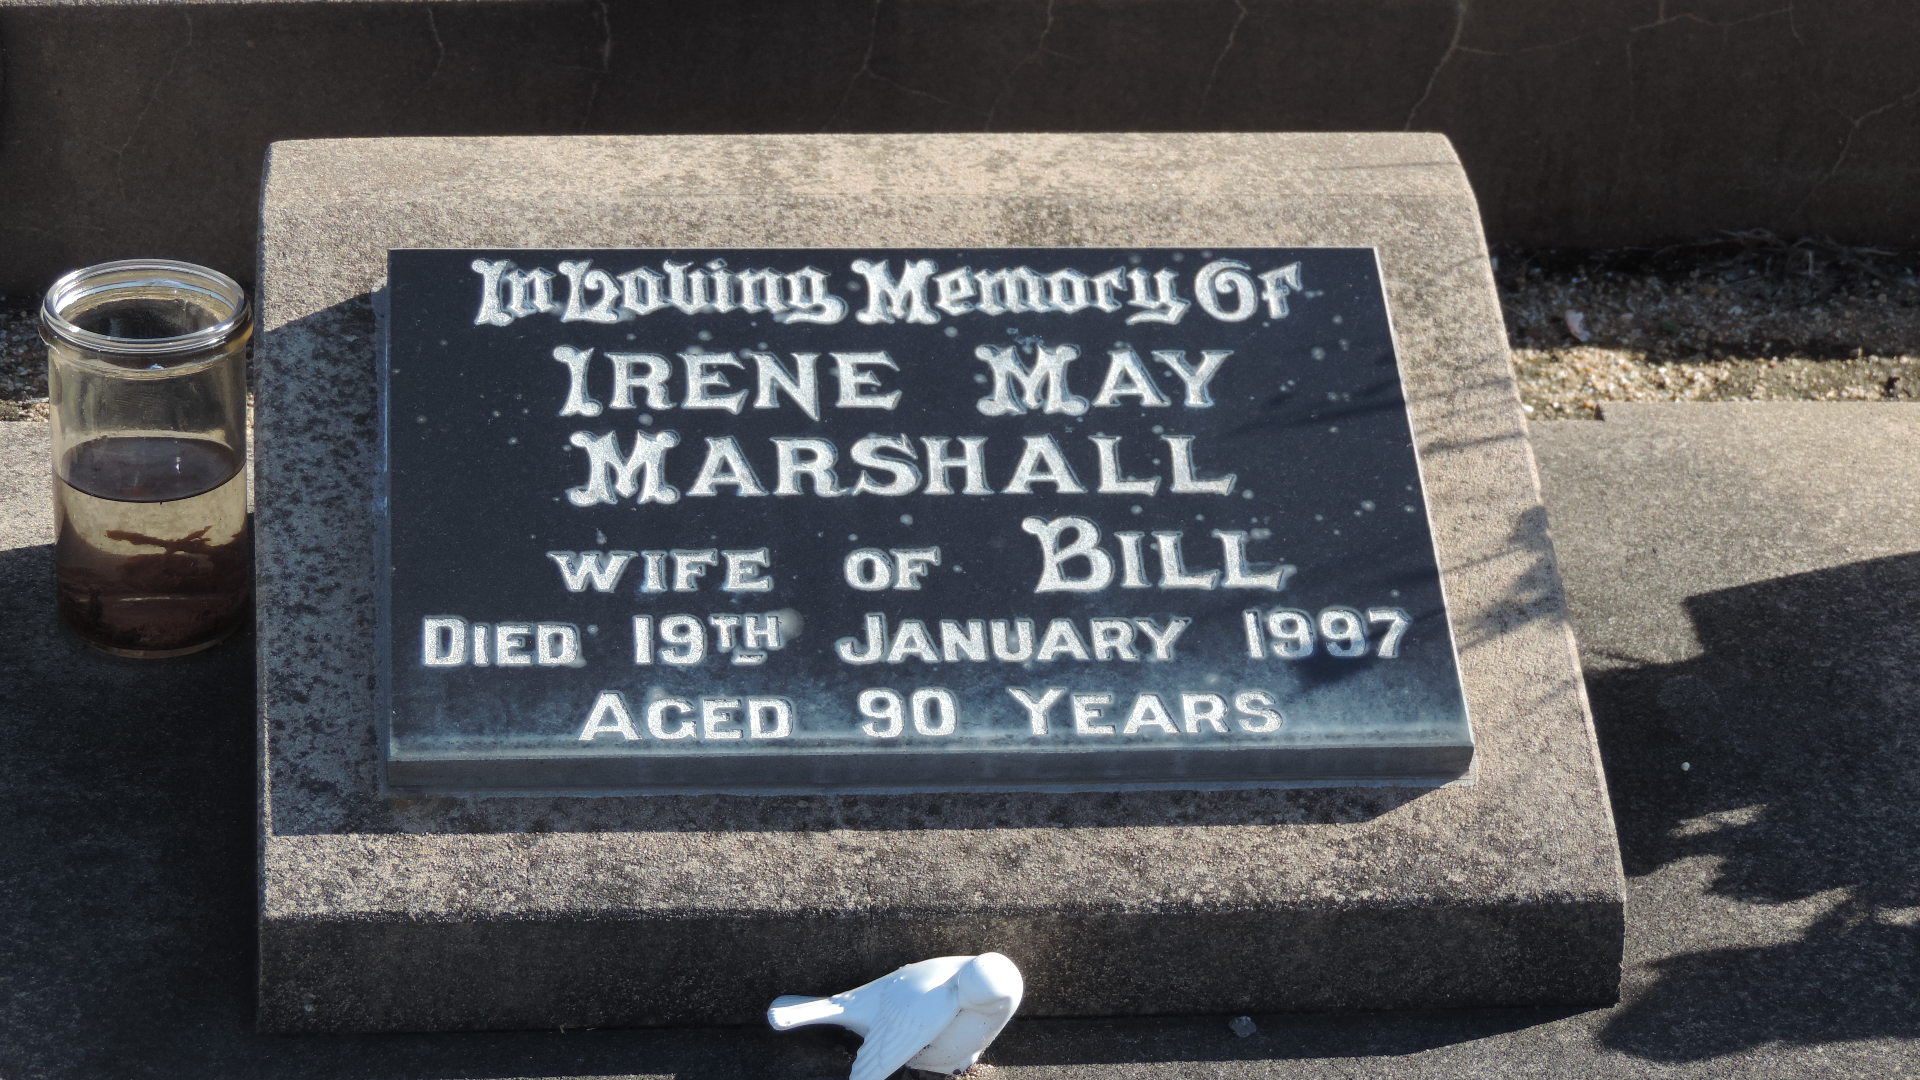 In Loving Memory Of
IRENE MAY
MARSHALL
WIFE OF BILL
DIED 19TH JANUARY 1997
AGED 90 YEARS